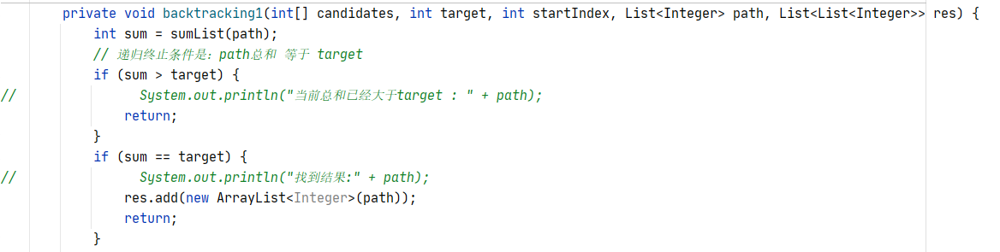 private void backtracking1(int[] candidates, int target, int startIndex, List<Integer> path, List<List<Integer>> res) {
int sum = sumList(path);
// 递归终止条件是：path总和 等于 target
if (sum > target) {
// System.out.println("当前总和已经大于target : " + path);
return;
}
if (sum == target) {
// System.out.println("找到结果:" + path);
res.add(new ArrayList<Integer>(path));
return;
}